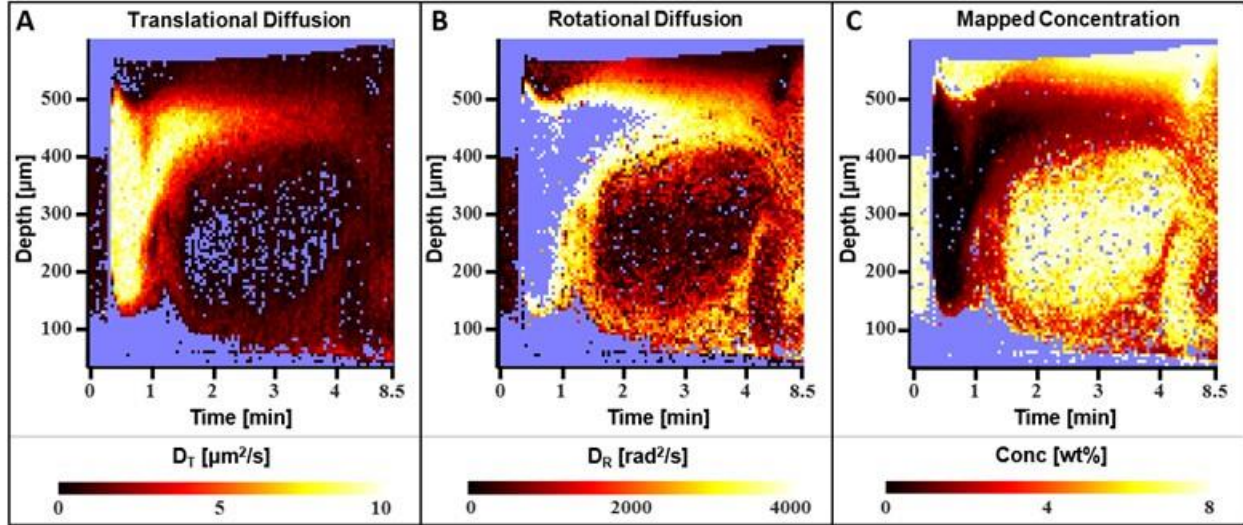 A Translational Diffusion
Depth [µm]
500
400
300
200
100
0 1 2 3 4 8.5
Time [min]
D_T [µm²/s]
0 5 10
B Rotational Diffusion
Depth [µm]
500
400
300
200
100
0 1 2 3 4 8.5
Time [min]
D_R [rad²/s]
0 2000 4000
C Mapped Concentration
Depth [µm]
500
400
300
200
100
0 1 2 3 4 8.5
Time [min]
Conc [wt%]
0 4 8